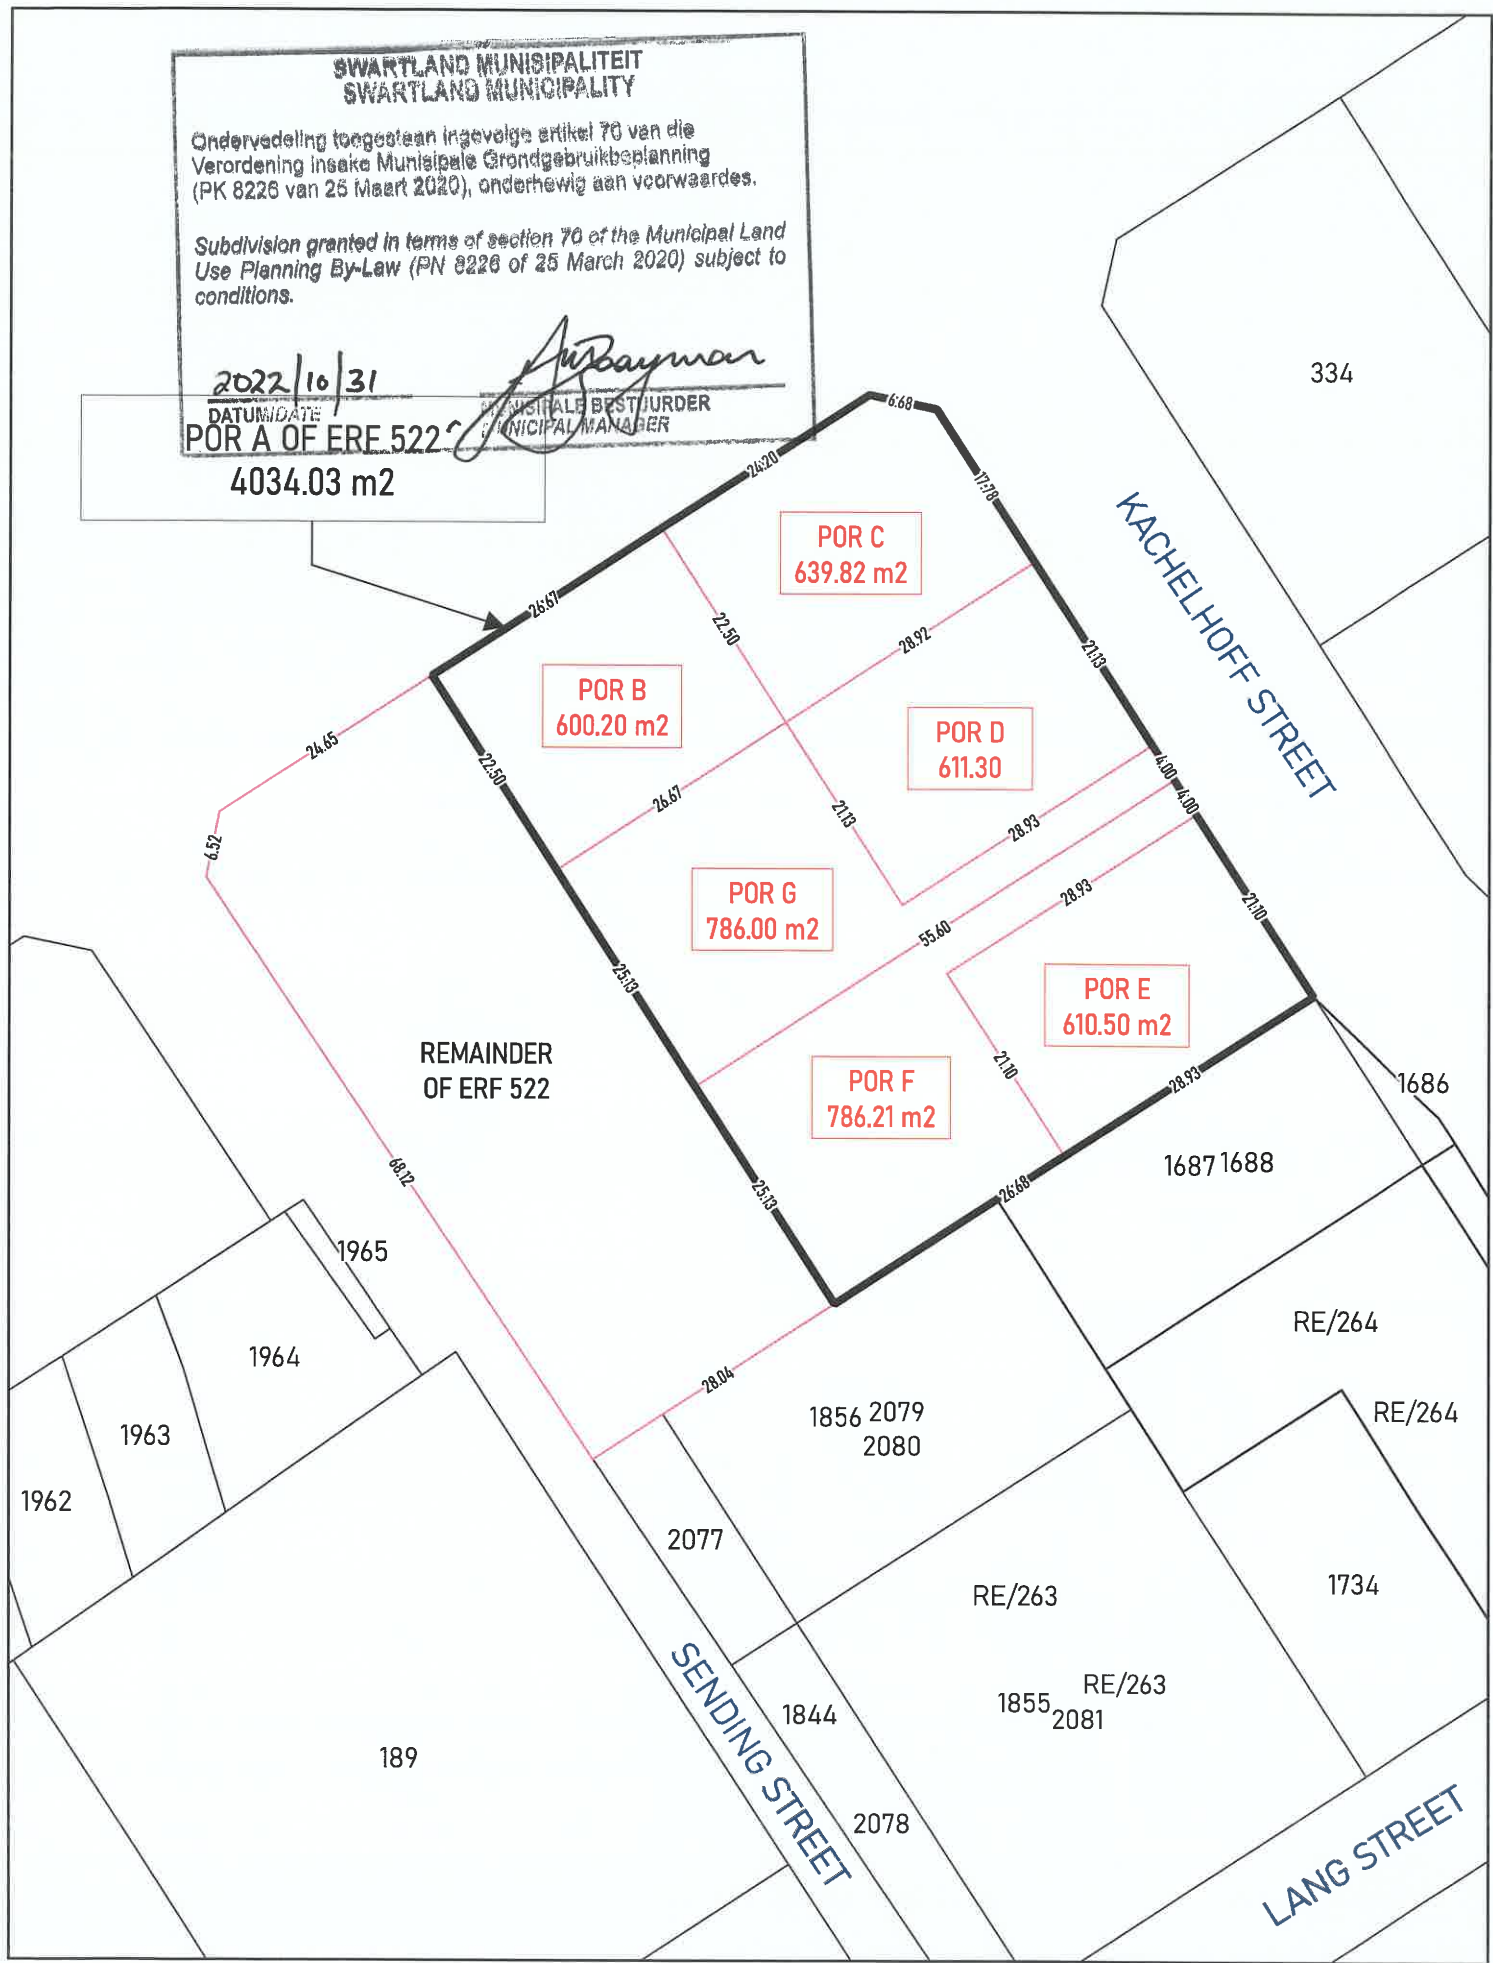 SWARTLAND MUNISIPALITEIT
SWARTLAND MUNICIPALITY
Ondervedeling toegestaan ingevolge artikel 70 van die
Verordening insake Munisipale Grondgebruikbeplanning
(PK 8226 van 25 Maart 2020), onderhewig aan voorwaardes.
Subdivision granted in terms of section 70 of the Municipal Land
Use Planning By-Law (PN 8226 of 25 March 2020) subject to
conditions.
2022/10/31
DATUM/DATE
MUNISIPALE BESTUURDER
MUNICIPAL MANAGER
POR A OF ERF 522
4034.03 m2
334
6.68
24.20
17.78
POR C
639.82 m2
KACHELHOFF STREET
26.67
22.50
28.92
21.13
POR B
600.20 m2
POR D
611.30
24.65
22.50
26.67
21.13
4.00
4.00
28.93
6.52
POR G
786.00 m2
28.93
55.60
21.10
25.13
POR E
610.50 m2
REMAINDER
OF ERF 522
21.10
28.93
POR F
786.21 m2
1686
1687 1688
68.12
25.13
26.68
1965
1964
RE/264
28.04
1963
1856 2079
2080
RE/264
1962
2077
RE/263
1734
SENDING STREET
1844
RE/263
1855
2081
189
2078
LANG STREET